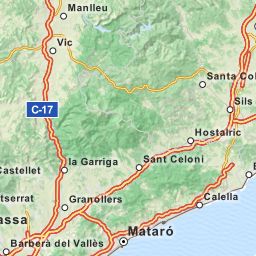 Manlleu
Vic
Santa Col
C-17
Sils
Hostalric
Castellet
la Garriga
Sant Celoni
ntserrat
Granollers
Calella
assa
Mataró
Barberà del Vallès